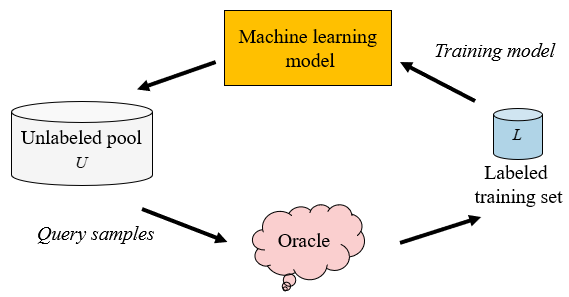 Machine learning
model
Training model
Unlabeled pool
U
L
Labeled
training set
Query samples
Oracle